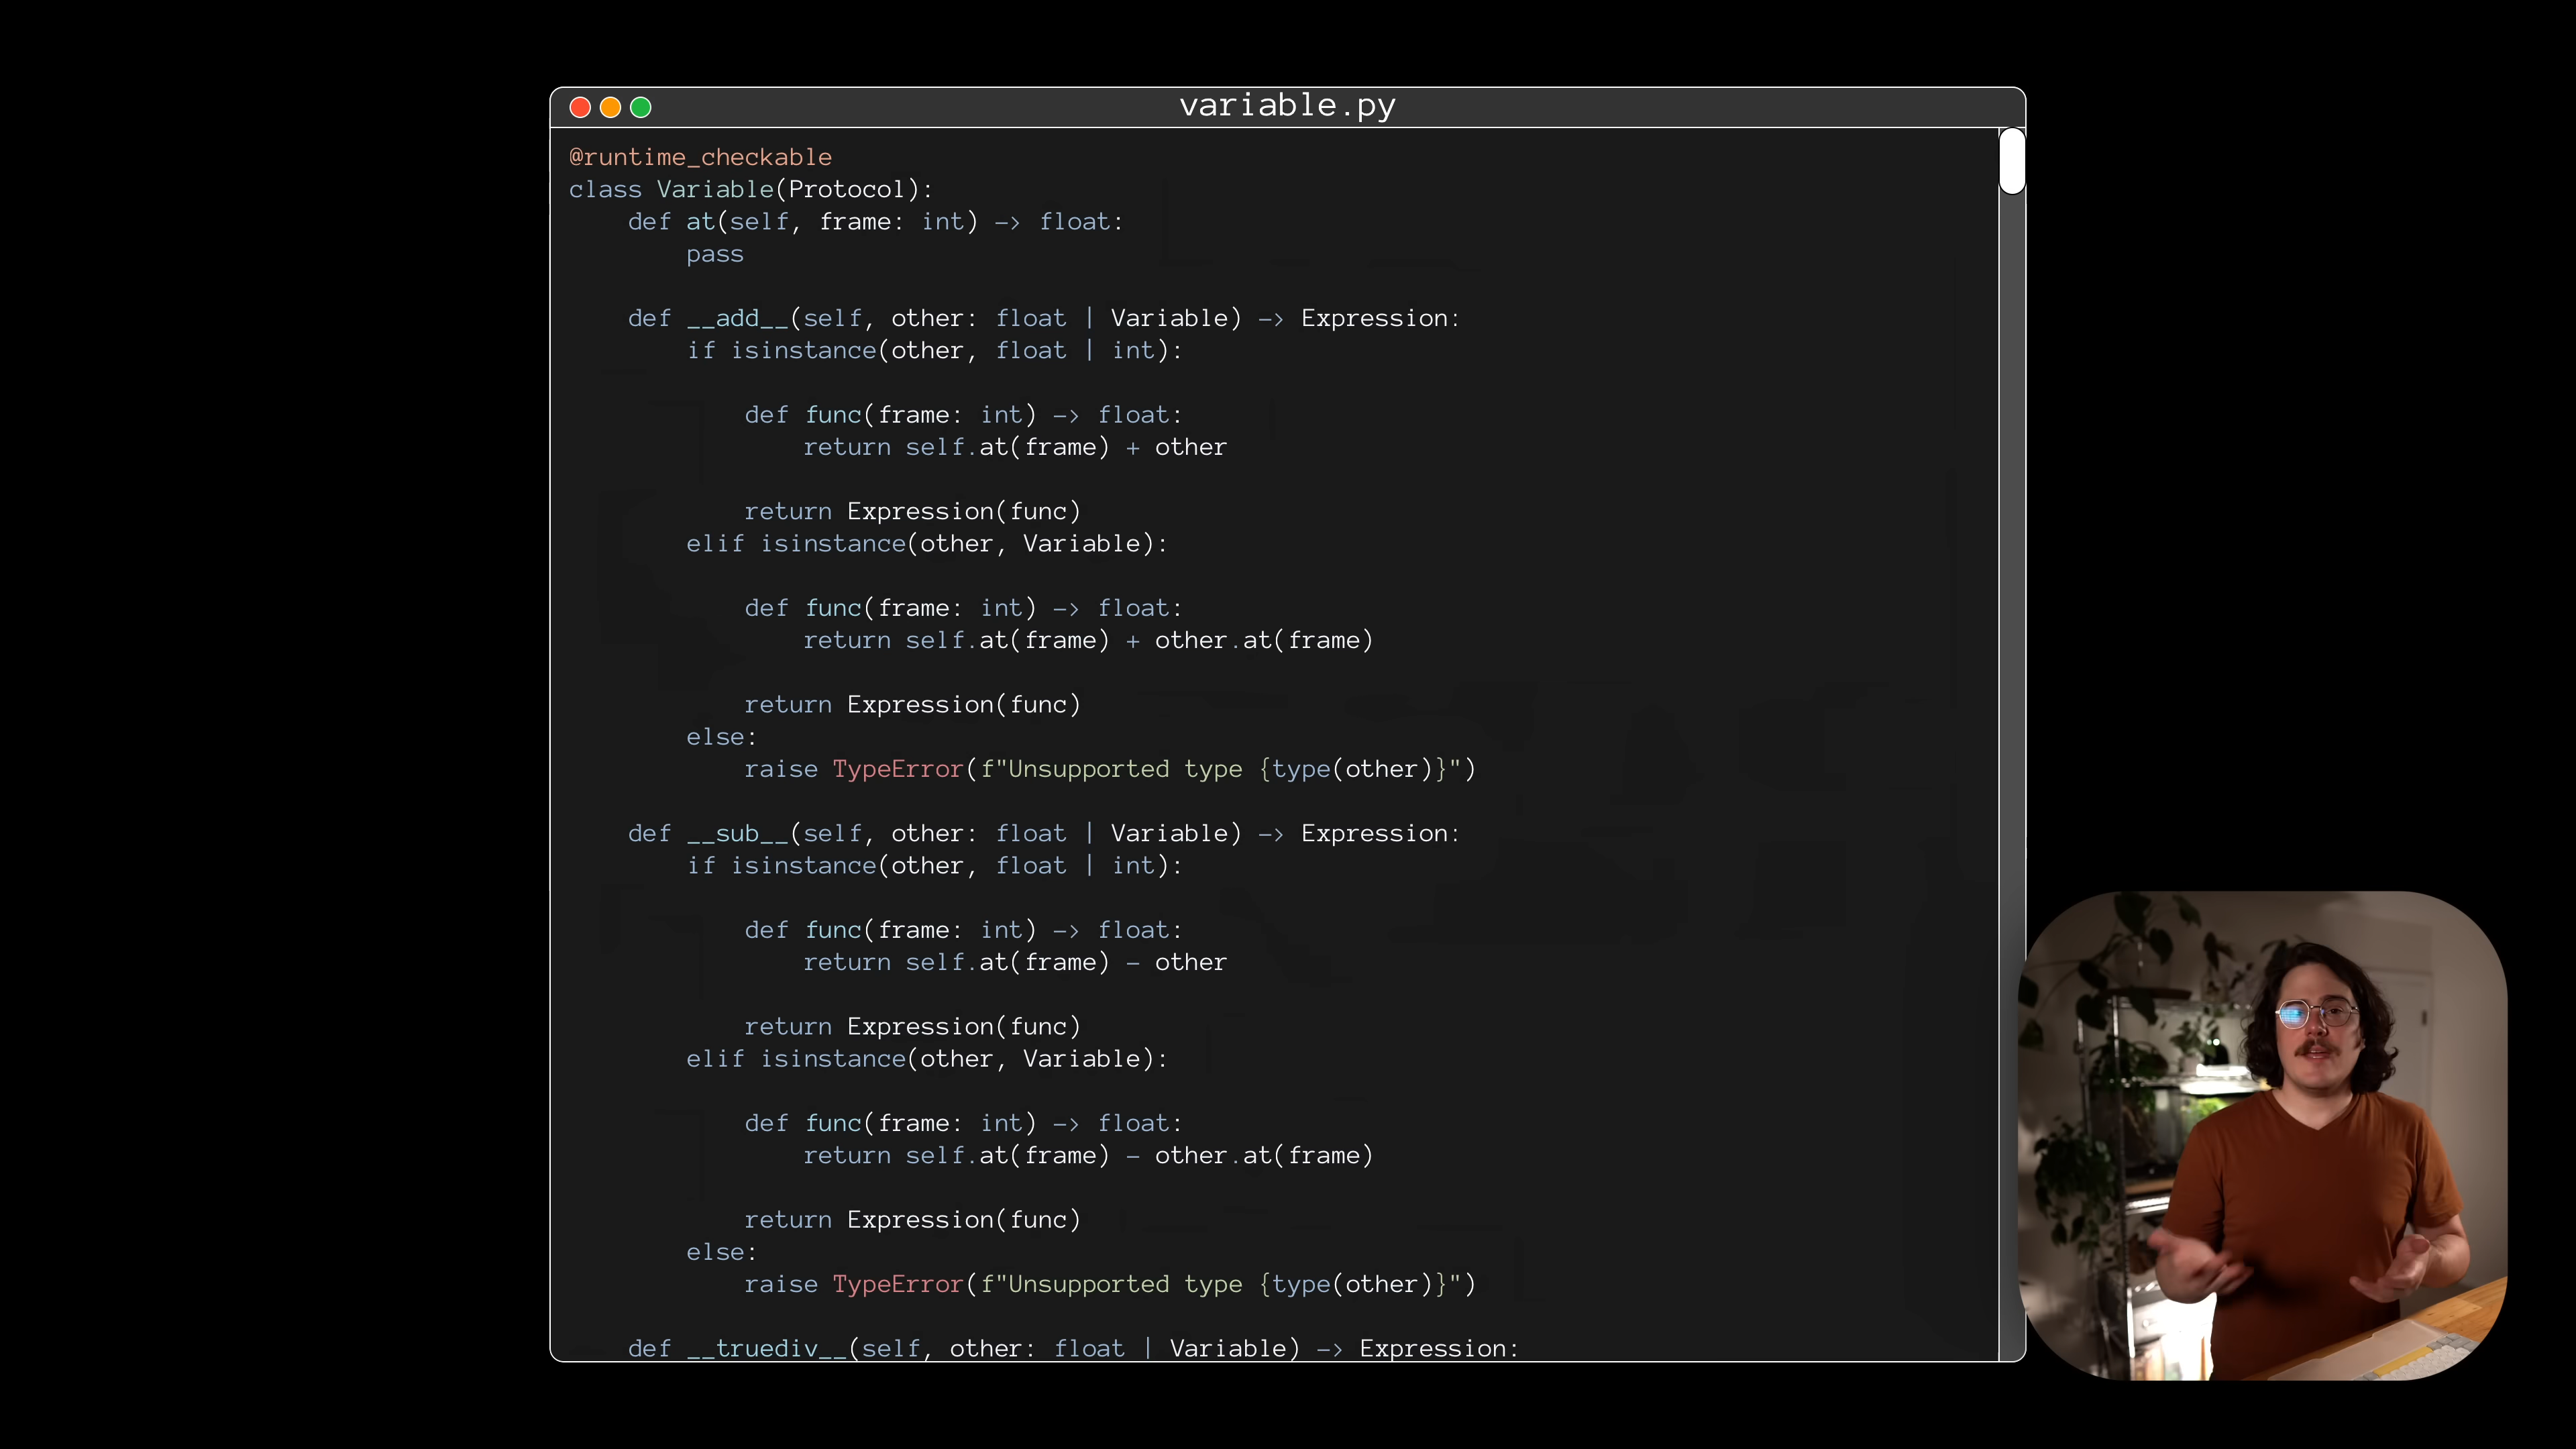 variable.py
@runtime_checkable
class Variable(Protocol):
    def at(self, frame: int) -> float:
        pass

    def __add__(self, other: float | Variable) -> Expression:
        if isinstance(other, float | int):

            def func(frame: int) -> float:
                return self.at(frame) + other

            return Expression(func)
        elif isinstance(other, Variable):

            def func(frame: int) -> float:
                return self.at(frame) + other.at(frame)

            return Expression(func)
        else:
            raise TypeError(f"Unsupported type {type(other)}")

    def __sub__(self, other: float | Variable) -> Expression:
        if isinstance(other, float | int):

            def func(frame: int) -> float:
                return self.at(frame) - other

            return Expression(func)
        elif isinstance(other, Variable):

            def func(frame: int) -> float:
                return self.at(frame) - other.at(frame)

            return Expression(func)
        else:
            raise TypeError(f"Unsupported type {type(other)}")

    def __truediv__(self, other: float | Variable) -> Expression: